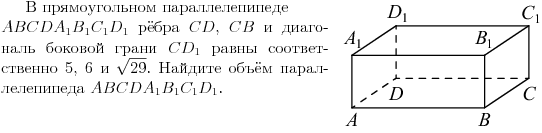 В прямоугольном параллелепипеде
ABCDA₁B₁C₁D₁ рёбра CD, CB и диаго-
наль боковой грани CD₁ равны соответ-
ственно 5, 6 и √29. Найдите объём парал-
лелепипеда ABCDA₁B₁C₁D₁.
D₁ C₁
A₁ B₁
D C
A B